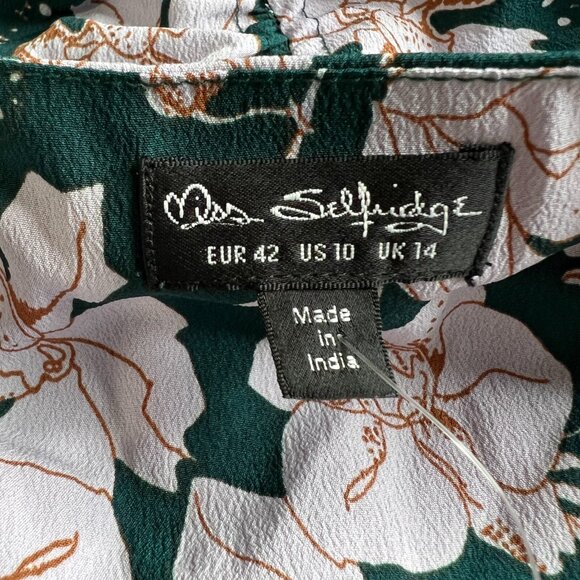 Miss Selfridge
EUR 42 US 10 UK 14
Made
in
India